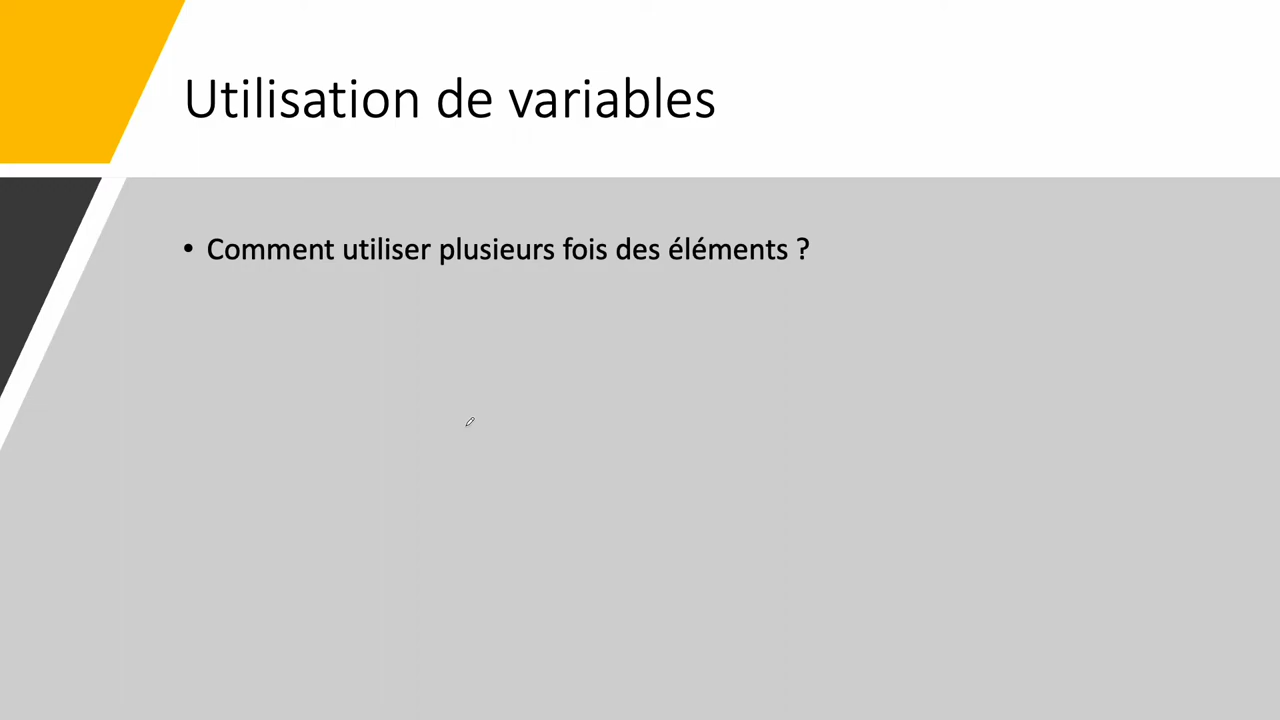 Utilisation de variables
• Comment utiliser plusieurs fois des éléments ?